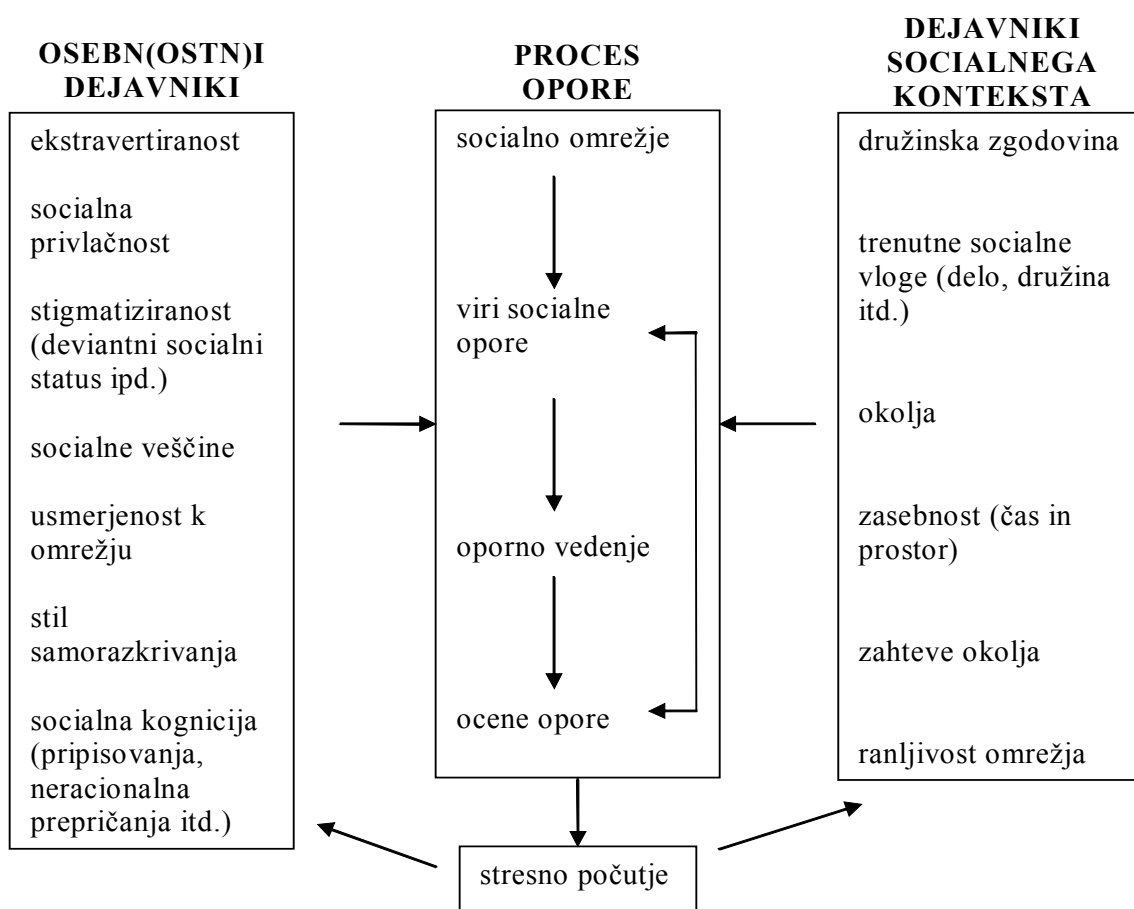 OSEBN(OSTN)I
DEJAVNIKI
ekstravertiranost
socialna
privlačnost
stigmatiziranost
(deviantni socialni
status ipd.)
socialne veščine
usmerjenost k
omrežju
stil
samorazkrivanja
socialna kognicija
(pripisovanja,
neracionalna
prepričanja itd.)
PROCES
OPORE
socialno omrežje
viri socialne
opore
oporno vedenje
ocene opore
stresno počutje
DEJAVNIKI
SOCIALNEGA
KONTEKSTA
družinska zgodovina
trenutne socialne
vloge (delo, družina
itd.)
okolja
zasebnost (čas in
prostor)
zahteve okolja
ranljivost omrežja